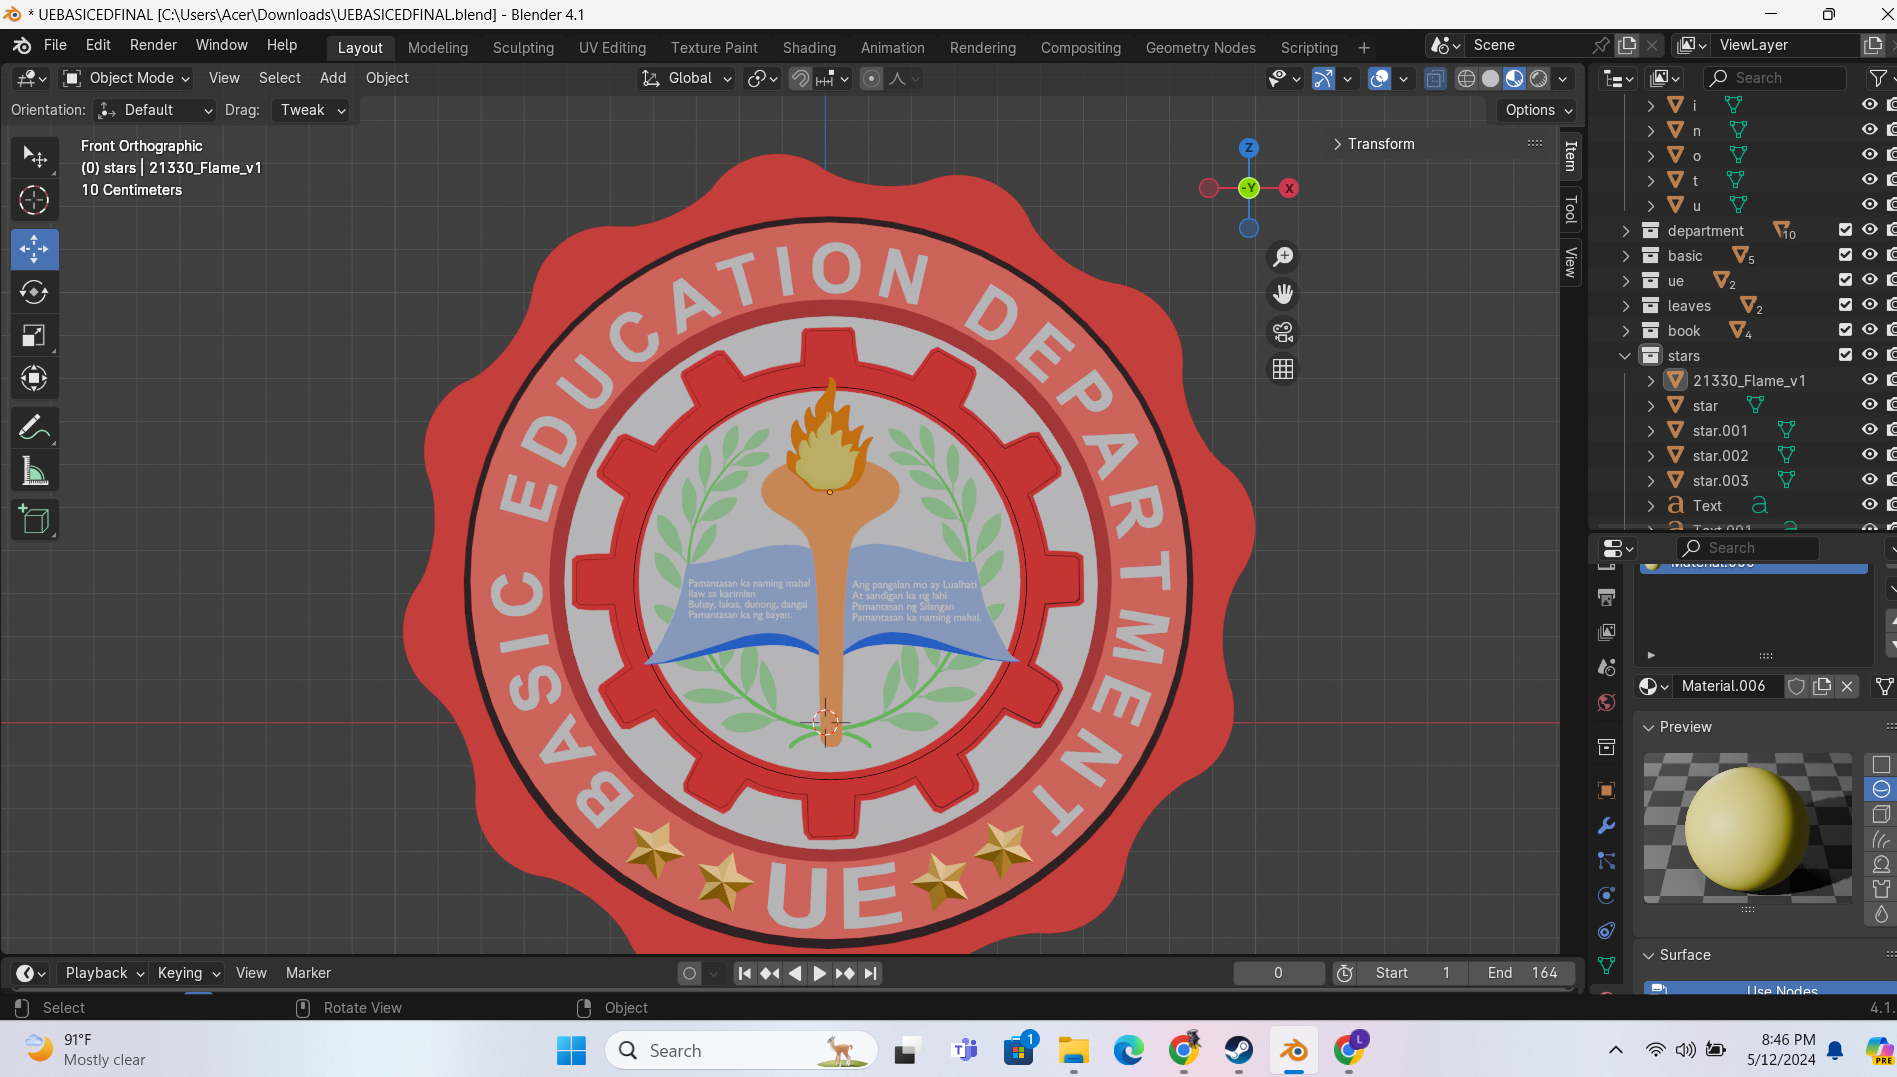 * UEBASICEDFINAL [C:\Users\Acer\Downloads\UEBASICEDFINAL.blend] - Blender 4.1
File Edit Render Window Help
Layout Modeling Sculpting UV Editing Texture Paint Shading Animation Rendering Compositing Geometry Nodes Scripting +
Scene
ViewLayer
Object Mode View Select Add Object
Global
Search
Orientation: Default Drag: Tweak
Options
Front Orthographic
(0) stars | 21330_Flame_v1
10 Centimeters
Z
-Y
X
Transform
Item
Tool
View
i
n
o
t
u
department 10
basic 5
ue 2
leaves 2
book 4
stars
21330_Flame_v1
star
star.001
star.002
star.003
Text
Text.001
BASIC EDUCATION DEPARTMENT
Pamantasan ka naming mahal
Ilaw sa karimlan
Buhay, lakas, dunong, dangal
Pamantasan ka ng bayan.
Ang pangalan mo ay Lualhati
At sandigan ka ng lahi
Pamantasan ng Silangan
Pamantasan ka naming mahal.
UE
Search
Material.006
Material.006
Preview
Surface
Use Nodes
Playback Keying View Marker
0
Start 1
End 164
Select
Rotate View
Object
4.1.
91°F
Mostly clear
Search
1
L
8:46 PM
5/12/2024
PRE